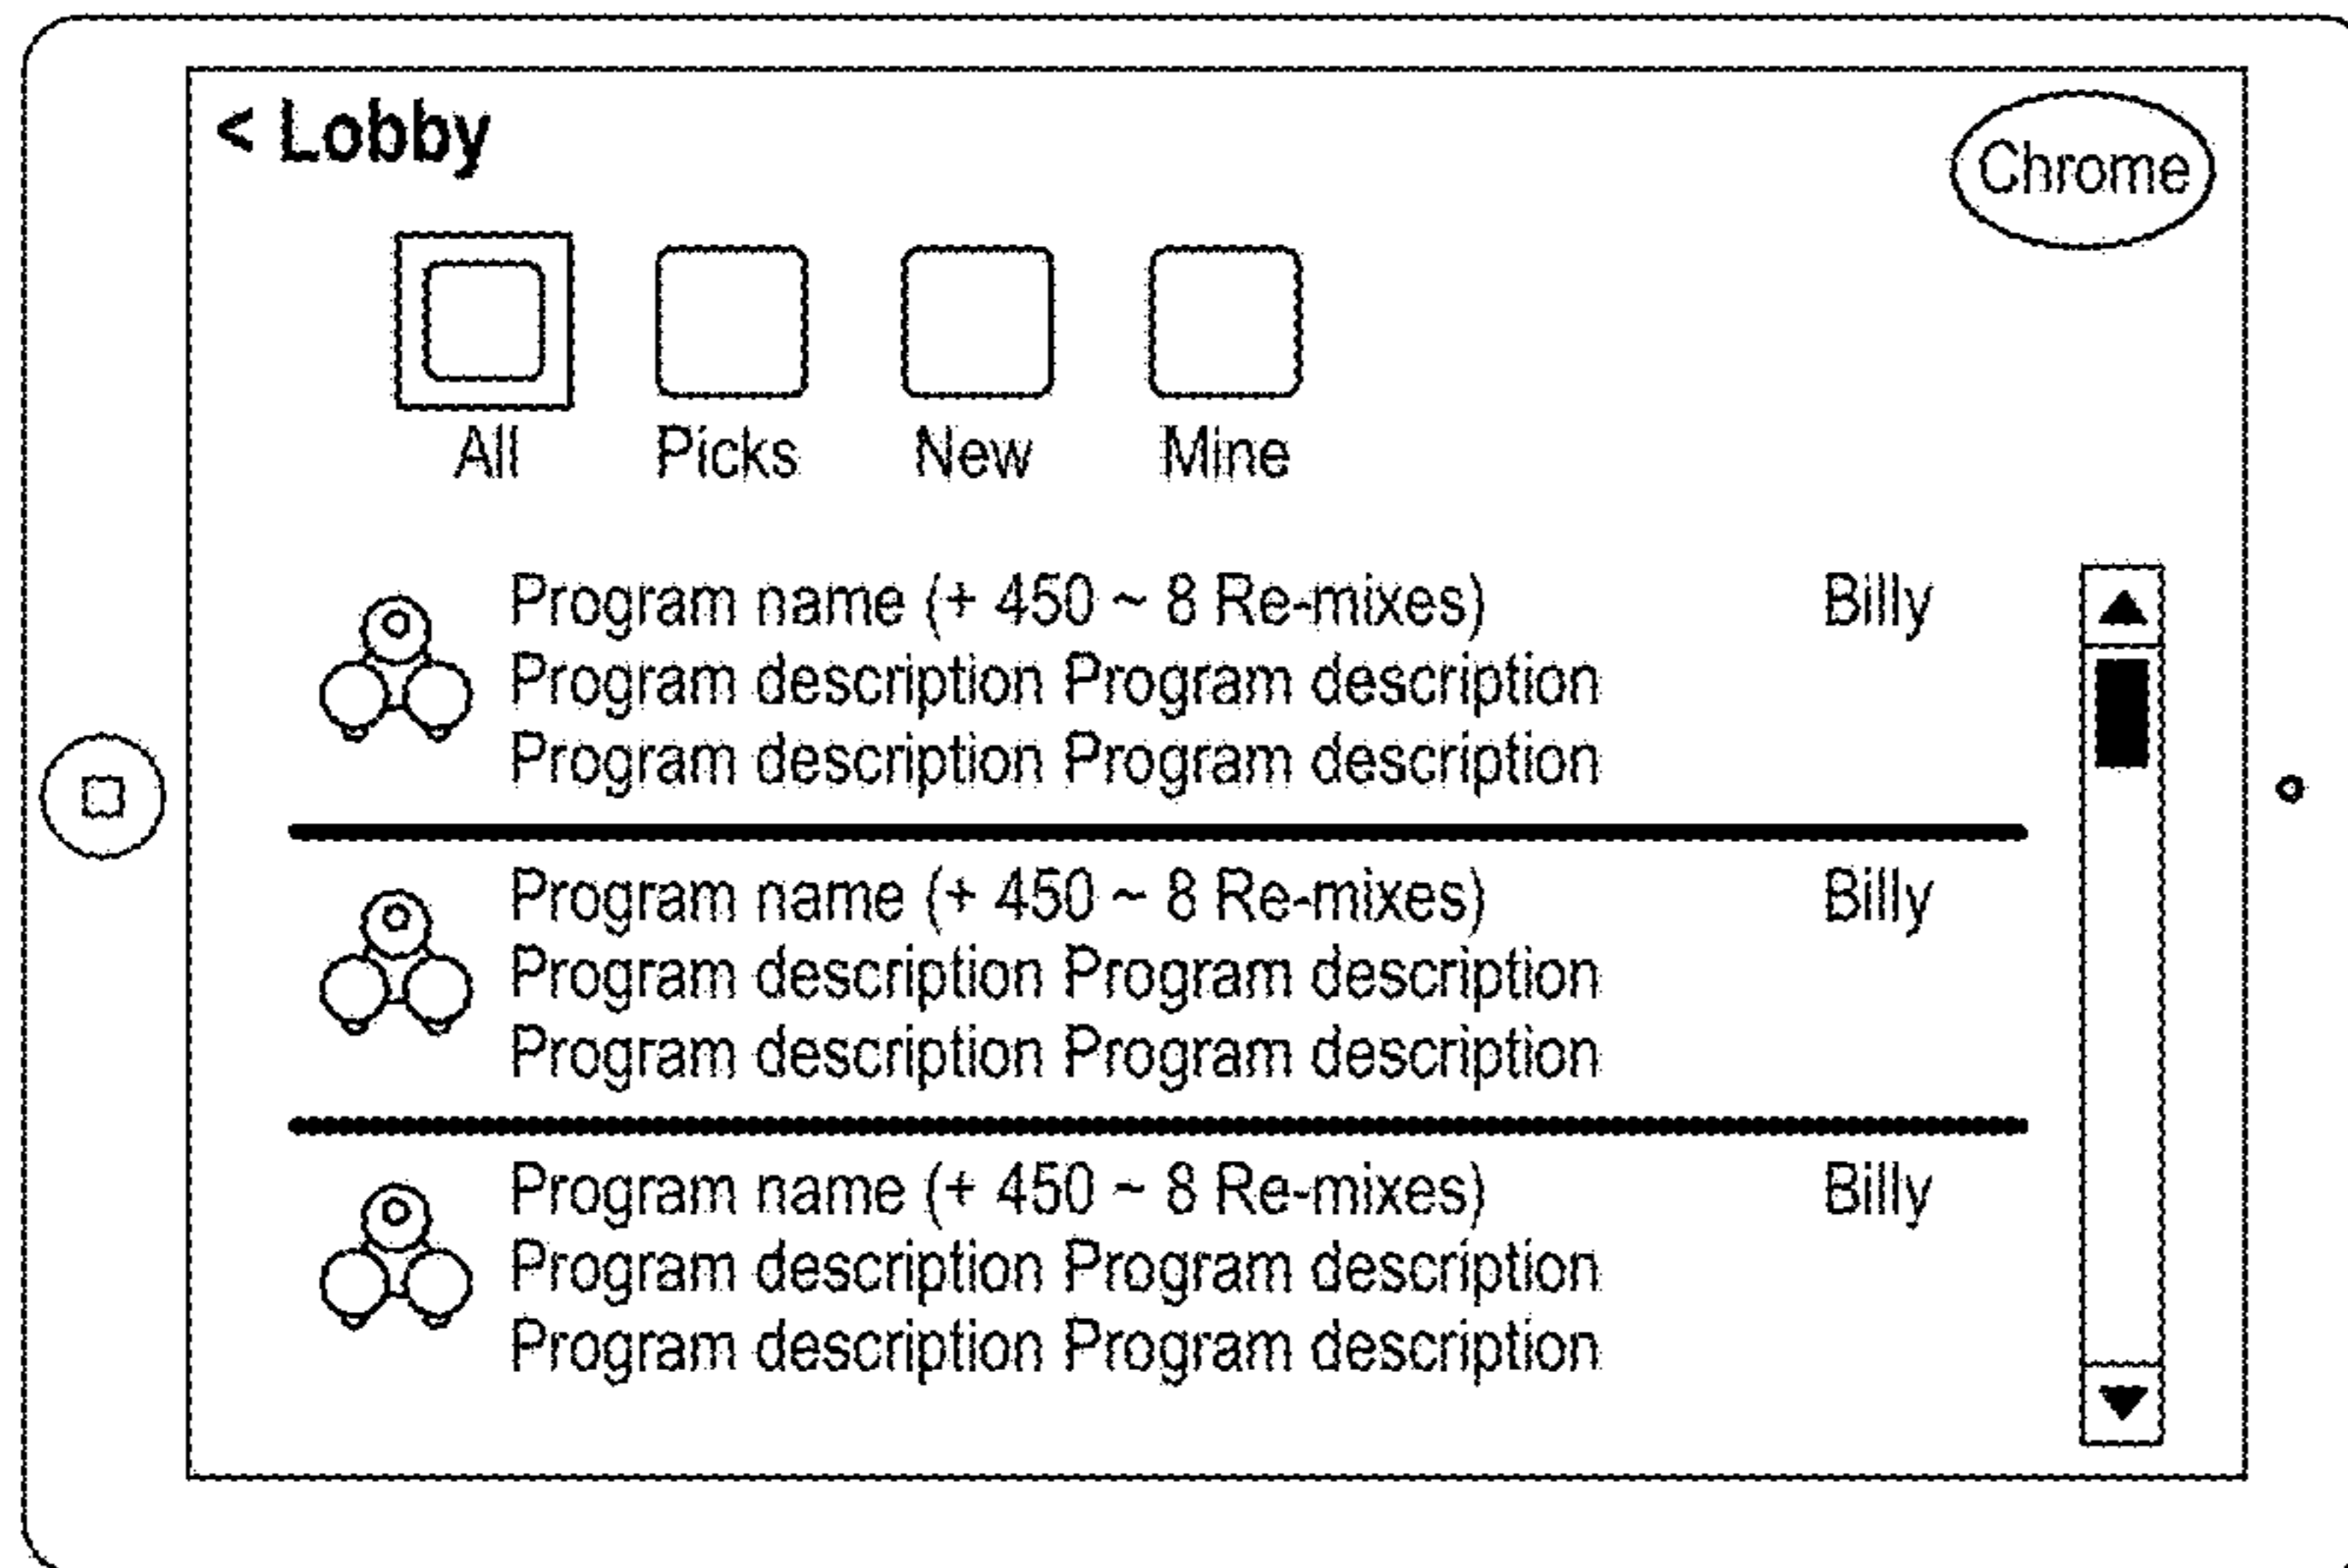 < Lobby
Chrome
All Picks New Mine
Program name (+ 450 ~ 8 Re-mixes) Billy
Program description Program description
Program description Program description
Program name (+ 450 ~ 8 Re-mixes) Billy
Program description Program description
Program description Program description
Program name (+ 450 ~ 8 Re-mixes) Billy
Program description Program description
Program description Program description